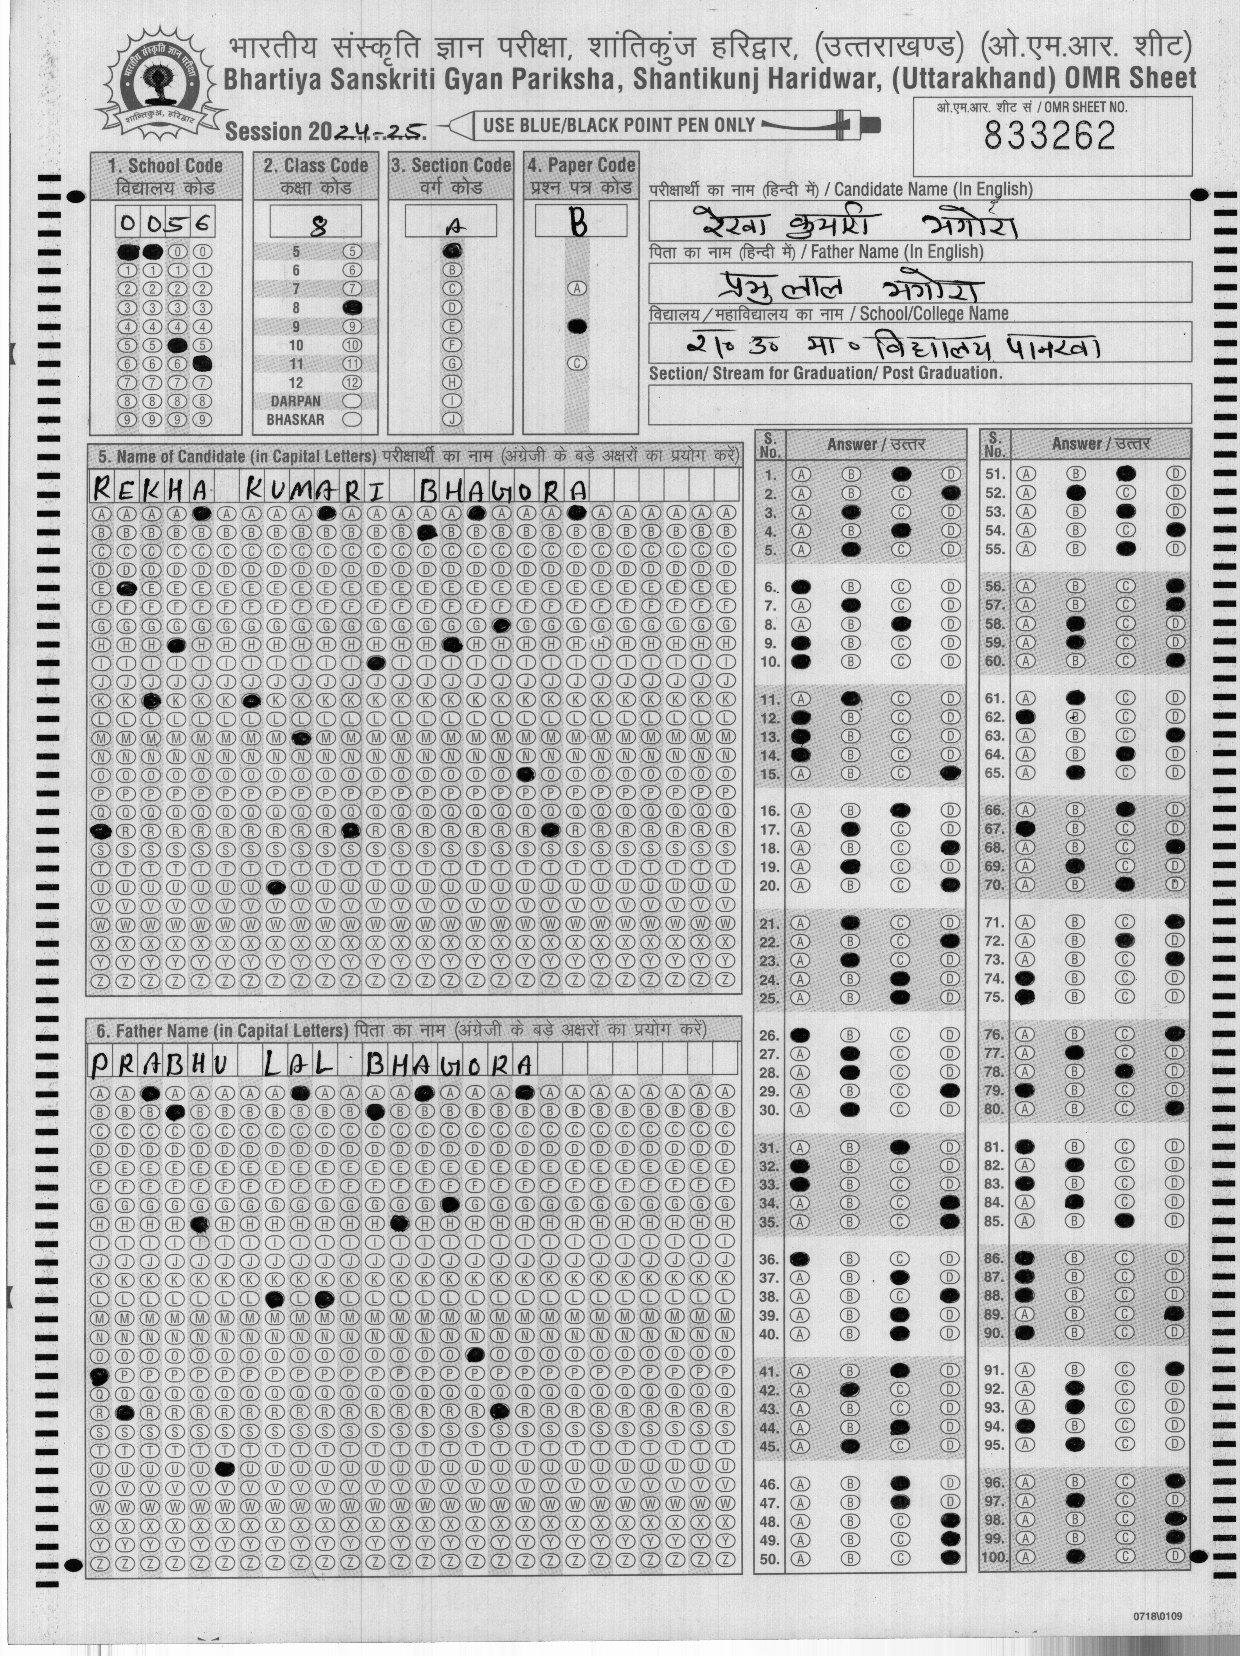 भारतीय संस्कृति ज्ञान परीक्षा, शांतिकुंज हरिद्वार, (उत्तराखण्ड) (ओ.एम.आर. शीट)
Bhartiya Sanskriti Gyan Pariksha, Shantikunj Haridwar, (Uttarakhand) OMR Sheet
Session 2024-25.
USE BLUE/BLACK POINT PEN ONLY
ओ.एम.आर. शीट सं / OMR SHEET NO.
833262
1. School Code
विद्यालय कोड
0056
2. Class Code
कक्षा कोड
8
5
6
7
8
9
10
11
12
DARPAN
BHASKAR
3. Section Code
वर्ग कोड
A
4. Paper Code
प्रश्न पत्र कोड
B
परीक्षार्थी का नाम (हिन्दी में) / Candidate Name (In English)
रेखा कुमारी भगोरा
पिता का नाम (हिन्दी में) / Father Name (In English)
प्रभु लाल भगोरा
विद्यालय/महाविद्यालय का नाम / School/College Name
रा० उ० मा० विद्यालय पानरवा
Section/ Stream for Graduation/ Post Graduation.
5. Name of Candidate (in Capital Letters) परीक्षार्थी का नाम (अंग्रेजी के बड़े अक्षरों का प्रयोग करें)
REKHA KUMARI BHAGORA
6. Father Name (in Capital Letters) पिता का नाम (अंग्रेजी के बड़े अक्षरों का प्रयोग करें)
PRABHU LAL BHAGORA
S. No. Answer / उत्तर
S. No. Answer / उत्तर
0718\0109